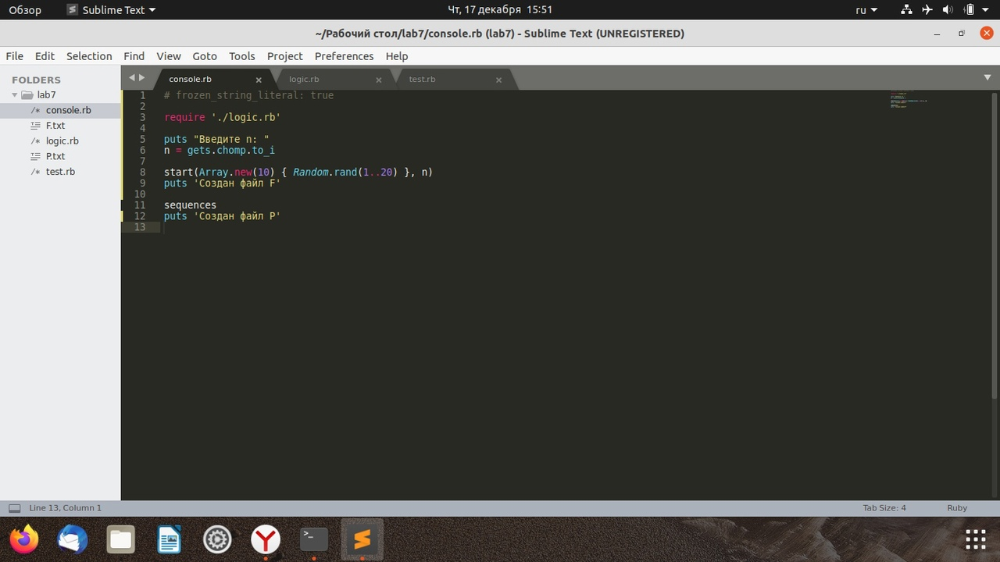 Обзор
Sublime Text
Чт, 17 декабря 15:51
ru
~/Рабочий стол/lab7/console.rb (lab7) - Sublime Text (UNREGISTERED)
File Edit Selection Find View Goto Tools Project Preferences Help
FOLDERS
lab7
/* console.rb
F.txt
/* logic.rb
P.txt
/* test.rb
console.rb × logic.rb × test.rb ×
1 # frozen_string_literal: true
2
3 require './logic.rb'
4
5 puts "Введите n: "
6 n = gets.chomp.to_i
7
8 start(Array.new(10) { Random.rand(1..20) }, n)
9 puts 'Создан файл F'
10
11 sequences
12 puts 'Создан файл P'
13
Line 13, Column 1
Tab Size: 4
Ruby